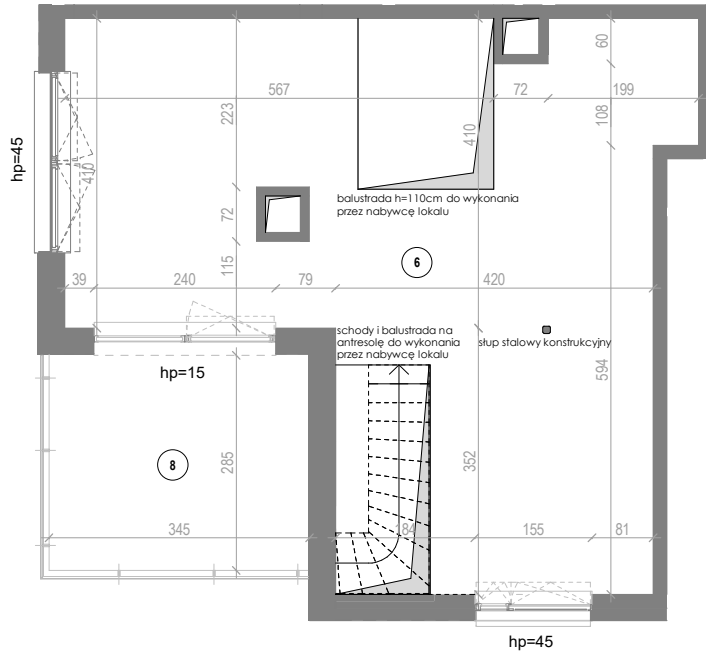 60
567
72
199
223
410
108
hp=45
410
balustrada h=110cm do wykonania
przez nabywcę lokalu
72
115
6
39
240
79
420
schody i balustrada na
antresolę do wykonania
przez nabywcę lokalu
słup stalowy konstrukcyjny
594
hp=15
8
285
352
345
184
155
81
hp=45